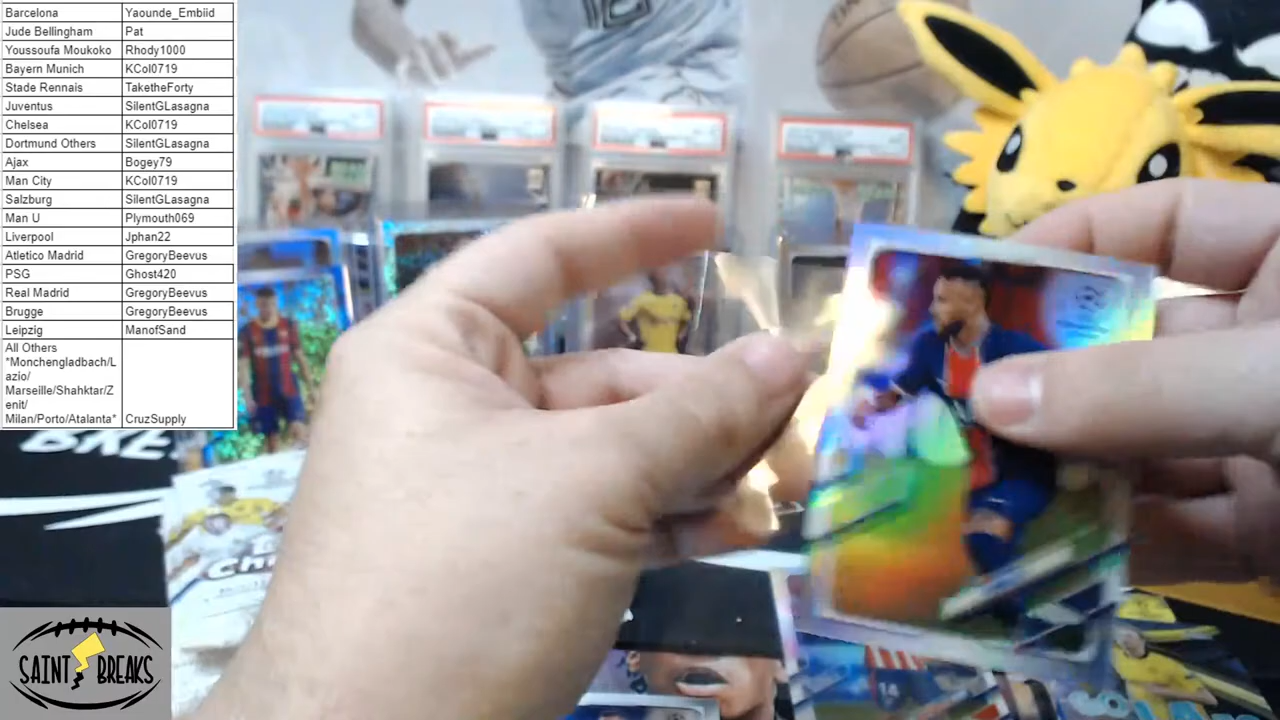 Barcelona Yaounde_Embiid
Jude Bellingham Pat
Youssoufa Moukoko Rhody1000
Bayern Munich KCol0719
Stade Rennais TaketheForty
Juventus SilentGLasagna
Chelsea KCol0719
Dortmund Others SilentGLasagna
Ajax Bogey79
Man City KCol0719
Salzburg SilentGLasagna
Man U Plymouth069
Liverpool Jphan22
Atletico Madrid GregoryBeevus
PSG Ghost420
Real Madrid GregoryBeevus
Brugge GregoryBeevus
Leipzig ManofSand
All Others
*Monchengladbach/L
azio/
Marseille/Shahktar/Z
enit/
Milan/Porto/Atalanta* CruzSupply
SAINT BREAKS